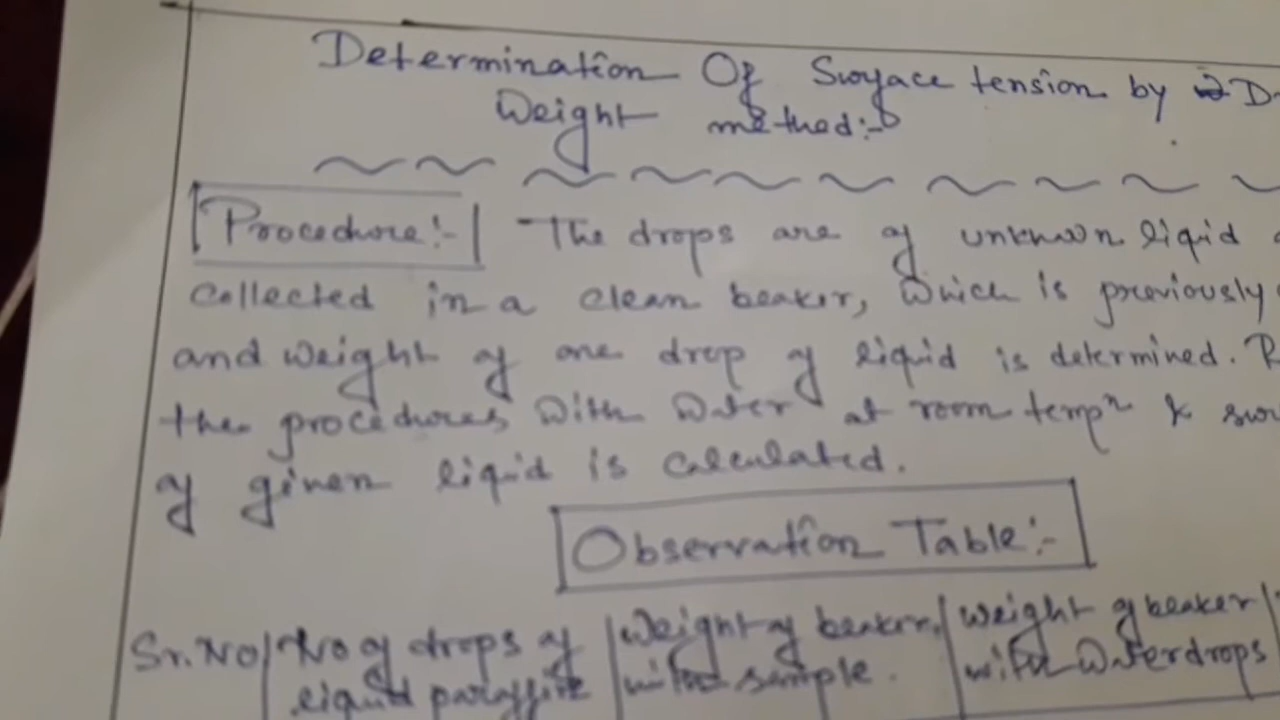 Determination Of Surface tension by D
Weight method:-
Procedure:- The drops are of unknown liquid
collected in a clean beaker, which is previously
and weight of one drop of liquid is determined. R
the procedures with water at room tempⁿ & sur
of given liquid is calculated.
Observation Table:-
Sr. No | No of drops of liquid paraffin | Weight of beaker with sample. | Weight of beaker with Water drops